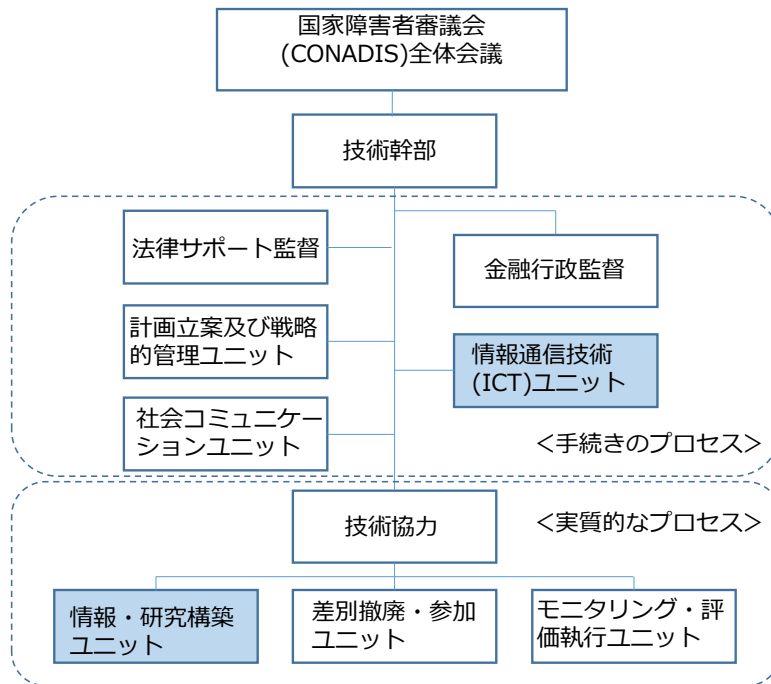 国家障害者審議会
(CONADIS)全体会議
技術幹部
法律サポート監督
金融行政監督
計画立案及び戦略
的管理ユニット
情報通信技術
(ICT)ユニット
社会コミュニケー
ションユニット
<手続きのプロセス>
技術協力
<実質的なプロセス>
情報・研究構築
ユニット
差別撤廃・参加
ユニット
モニタリング・評
価執行ユニット